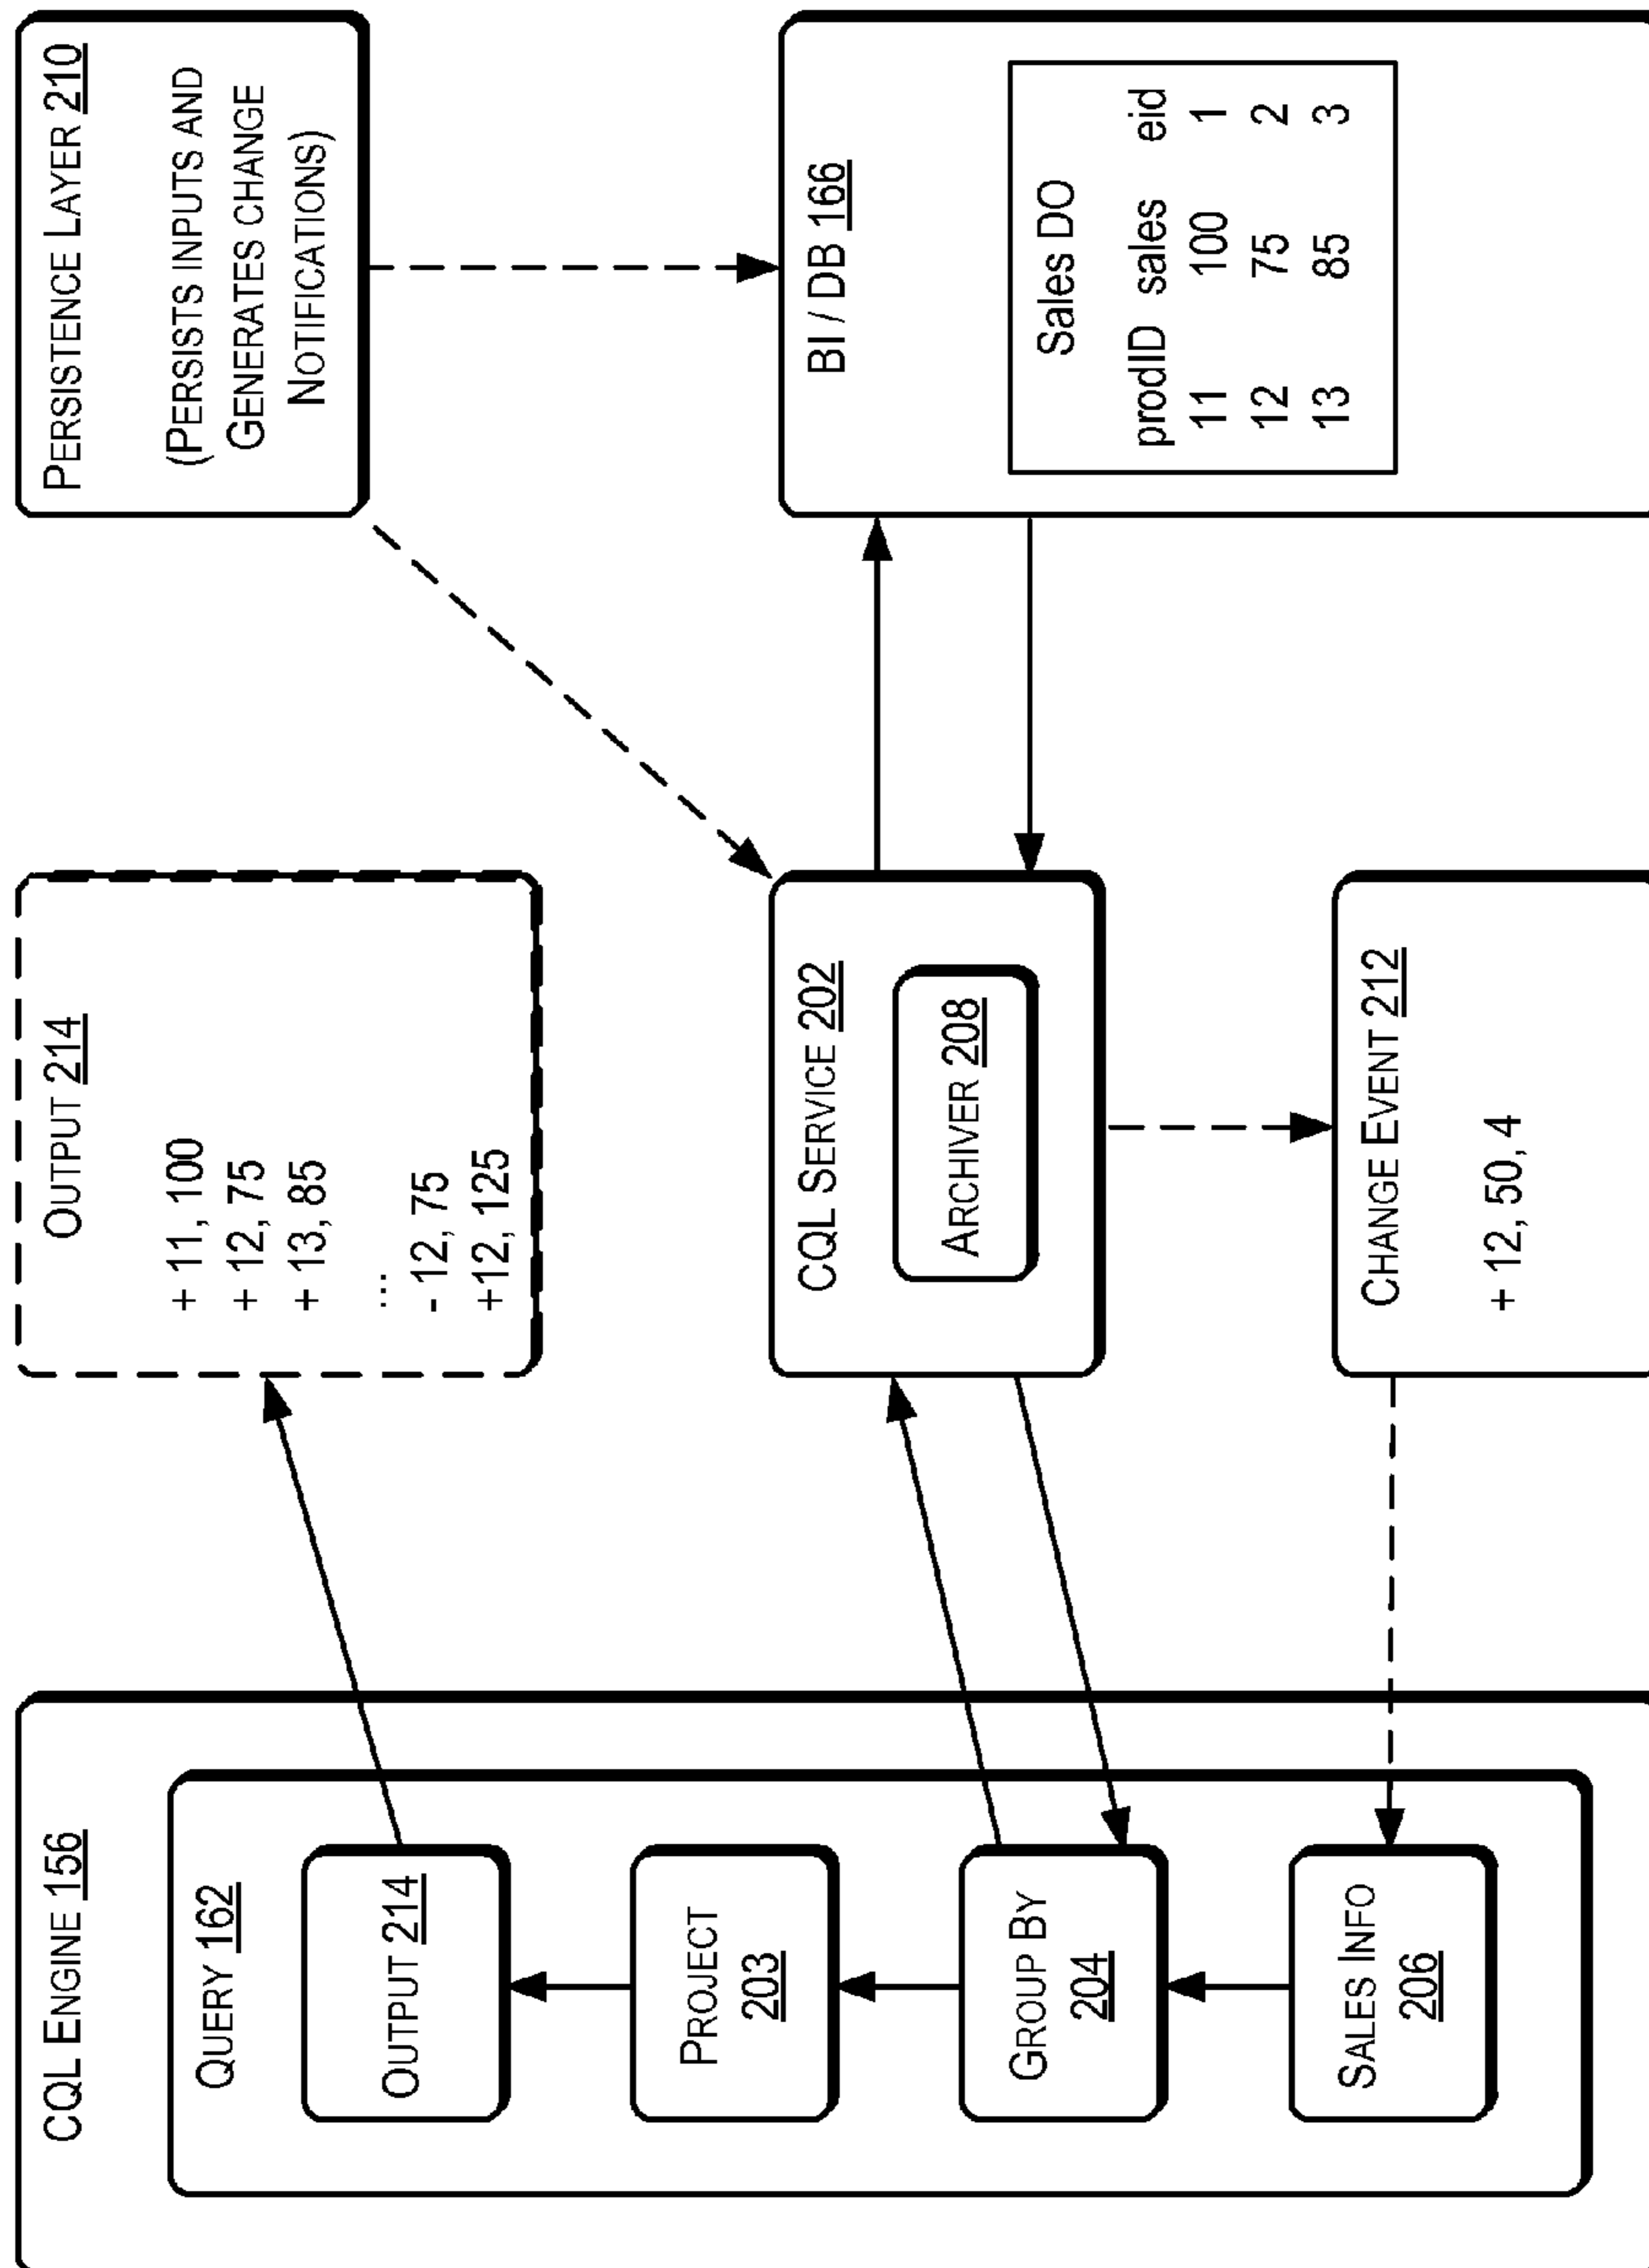 CQL ENGINE 156
QUERY 162
OUTPUT 214
PROJECT
203
GROUP BY
204
SALES INFO
206
OUTPUT 214
+ 11, 100
+ 12, 75
+ 13, 85
...
- 12, 75
+12, 125
CQL SERVICE 202
ARCHIVER 208
CHANGE EVENT 212
+ 12, 50, 4
PERSISTENCE LAYER 210
(PERSISTS INPUTS AND
GENERATES CHANGE
NOTIFICATIONS)
BI / DB 166
Sales DO
prodID sales eid
11 100 1
12 75 2
13 85 3